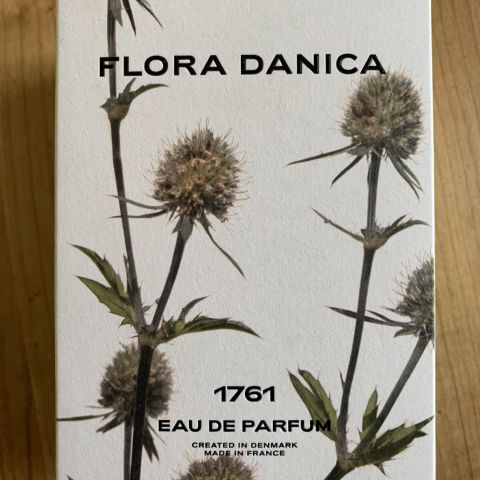 FLORA DANICA
1761
EAU DE PARFUM
CREATED IN DENMARK
MADE IN FRANCE